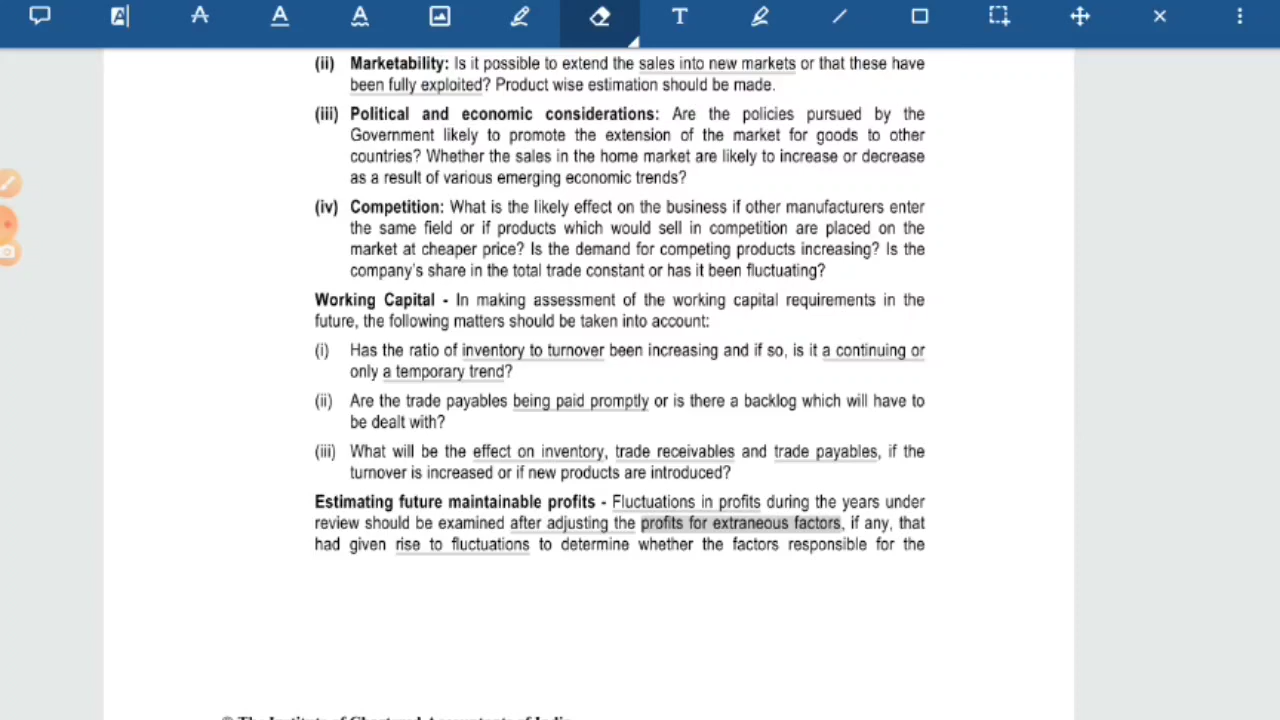 (ii) Marketability: Is it possible to extend the sales into new markets or that these have
been fully exploited? Product wise estimation should be made.
(iii) Political and economic considerations: Are the policies pursued by the
Government likely to promote the extension of the market for goods to other
countries? Whether the sales in the home market are likely to increase or decrease
as a result of various emerging economic trends?
(iv) Competition: What is the likely effect on the business if other manufacturers enter
the same field or if products which would sell in competition are placed on the
market at cheaper price? Is the demand for competing products increasing? Is the
company's share in the total trade constant or has it been fluctuating?
Working Capital - In making assessment of the working capital requirements in the
future, the following matters should be taken into account:
(i) Has the ratio of inventory to turnover been increasing and if so, is it a continuing or
only a temporary trend?
(ii) Are the trade payables being paid promptly or is there a backlog which will have to
be dealt with?
(iii) What will be the effect on inventory, trade receivables and trade payables, if the
turnover is increased or if new products are introduced?
Estimating future maintainable profits - Fluctuations in profits during the years under
review should be examined after adjusting the profits for extraneous factors, if any, that
had given rise to fluctuations to determine whether the factors responsible for the
© The Institute of Chartered Accountants of India